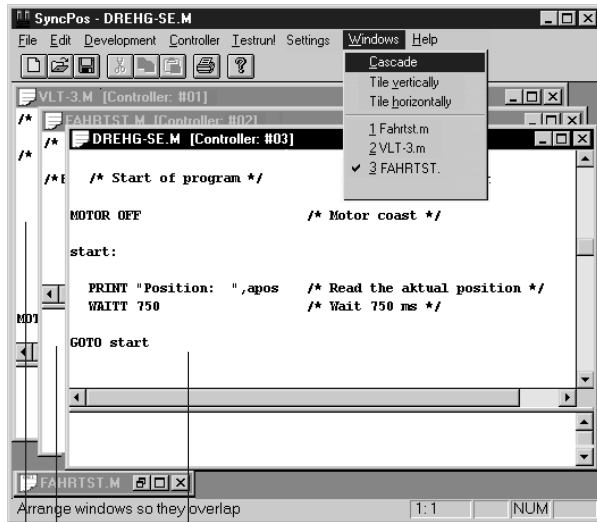 SyncPos - DREHG-SE.M
File Edit Development Controller Testrun! Settings Windows Help
Cascade
Tile vertically
Tile horizontally
1 Fahrtst.m
2 VLT-3.m
✔ 3 FAHRTST.
VLT-3.M [Controller: #01]
/*
/*
MOT
FAHRTST.M [Controller: #02]
/*
/*E
DREHG-SE.M [Controller: #03]
/* Start of program */
MOTOR OFF /* Motor coast */
start:
PRINT "Position: ",apos /* Read the aktual position */
WAITT 750 /* Wait 750 ms */
GOTO start
FAHRTST.M
Arrange windows so they overlap 1:1 NUM